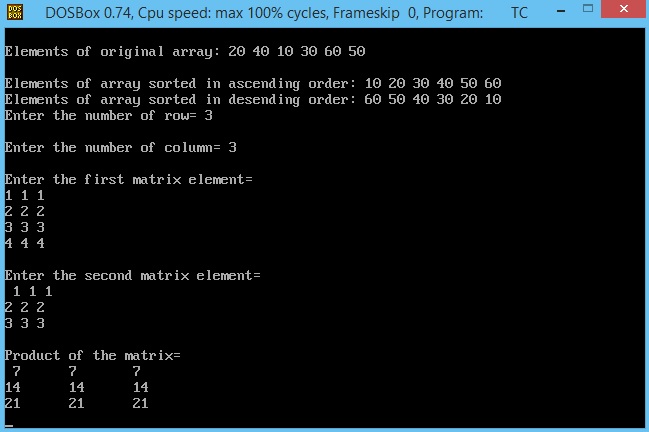 DOS BOX DOSBox 0.74, Cpu speed: max 100% cycles, Frameskip 0, Program: TC
Elements of original array: 20 40 10 30 60 50
Elements of array sorted in ascending order: 10 20 30 40 50 60
Elements of array sorted in desending order: 60 50 40 30 20 10
Enter the number of row= 3
Enter the number of column= 3
Enter the first matrix element=
1 1 1
2 2 2
3 3 3
4 4 4
Enter the second matrix element=
1 1 1
2 2 2
3 3 3
Product of the matrix=
7 7 7
14 14 14
21 21 21